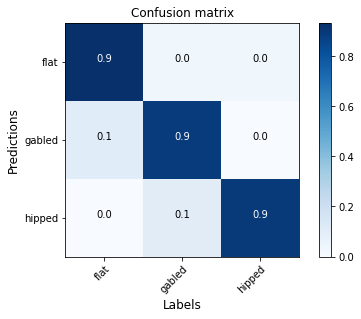 Confusion matrix
Predictions
flat
gabled
hipped
0.9 0.0 0.0
0.1 0.9 0.0
0.0 0.1 0.9
flat gabled hipped
Labels
0.8
0.6
0.4
0.2
0.0